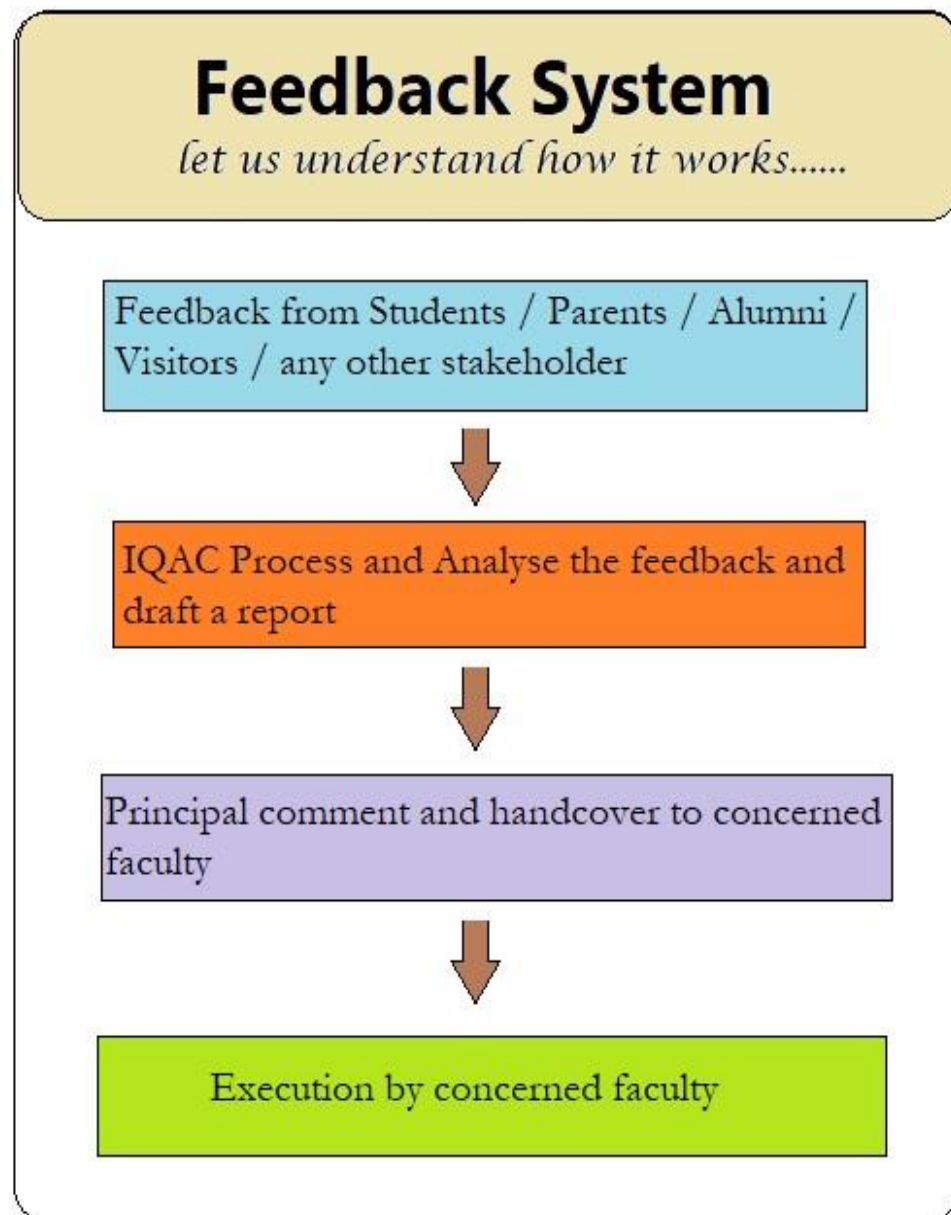 Feedback System
let us understand how it works......
Feedback from Students / Parents / Alumni /
Visitors / any other stakeholder
IQAC Process and Analyse the feedback and
draft a report
Principal comment and handcover to concerned
faculty
Execution by concerned faculty